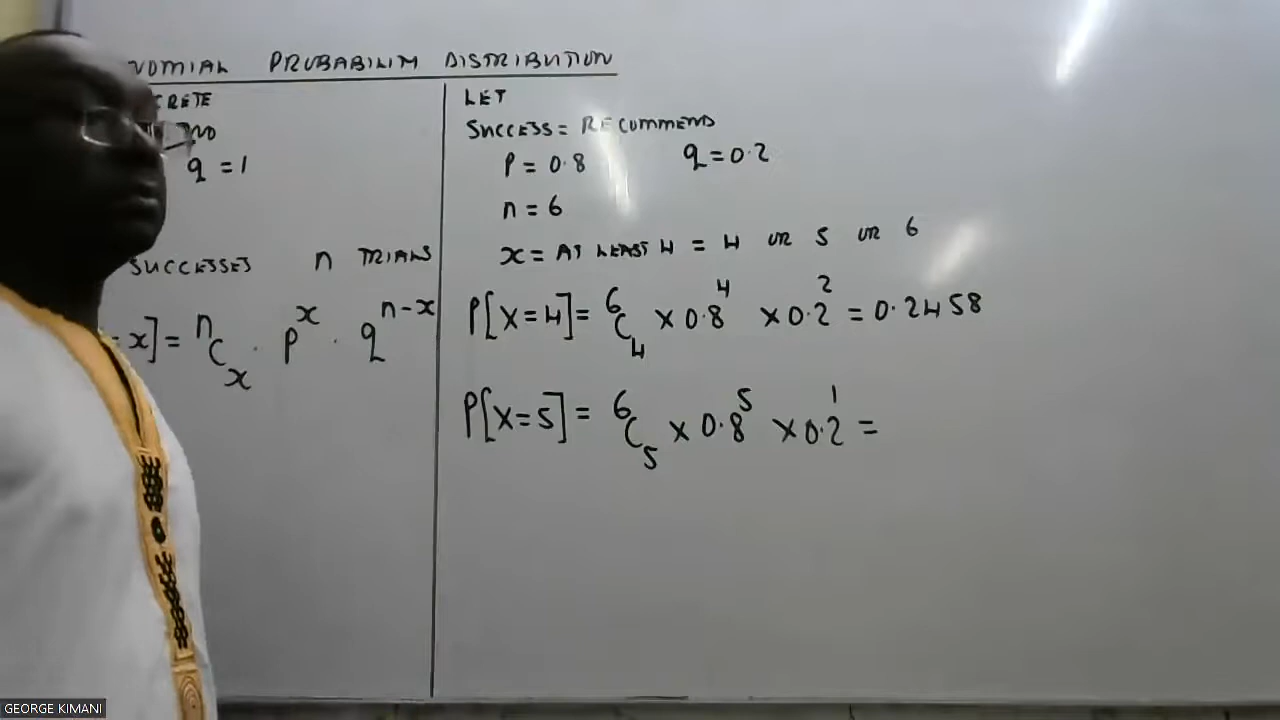 NOMIAL PROBABILITY DISTRIBUTION
CRETE
q = 1
SUCCESSES n TRIALS
x] = nCx . p^x . q^n-x
LET
SUCCESS = RECOMMEND
P = 0.8 q = 0.2
n = 6
x = AT LEAST 4 = 4 OR 5 OR 6
P[X=4] = 6C4 x 0.8^4 x 0.2^2 = 0.2458
P[X=5] = 6C5 x 0.8^5 x 0.2^1 =
GEORGE KIMANI